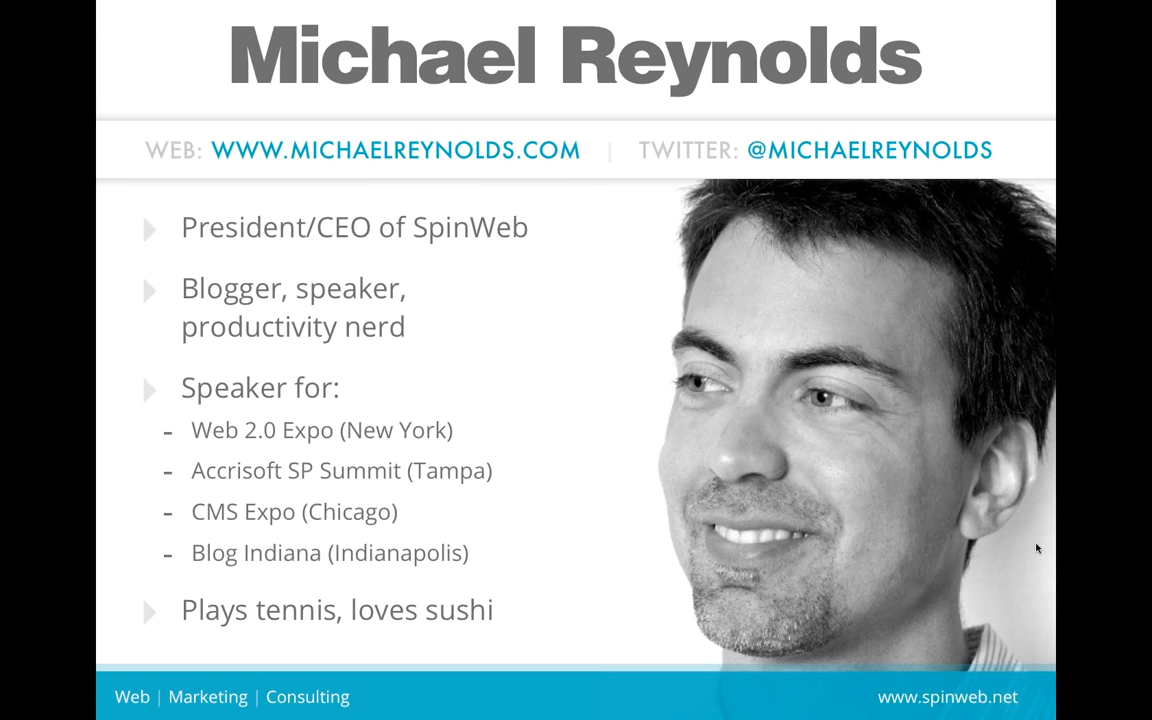 Michael Reynolds
WEB: WWW.MICHAELREYNOLDS.COM | TWITTER: @MICHAELREYNOLDS
President/CEO of SpinWeb
Blogger, speaker,
productivity nerd
Speaker for:
- Web 2.0 Expo (New York)
- Accrisoft SP Summit (Tampa)
- CMS Expo (Chicago)
- Blog Indiana (Indianapolis)
Plays tennis, loves sushi
Web | Marketing | Consulting
www.spinweb.net